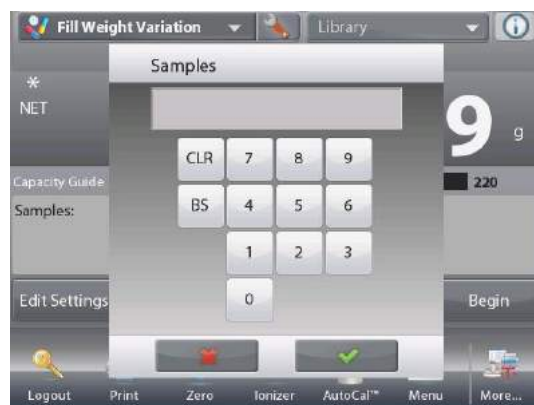 Fill Weight Variation Library
Samples
*
NET
9 g
CLR 7 8 9
Capacity Guide 220
BS 4 5 6
Samples:
1 2 3
Edit Settings 0 Begin
Logout Print Zero Ionizer AutoCal™ Menu More...